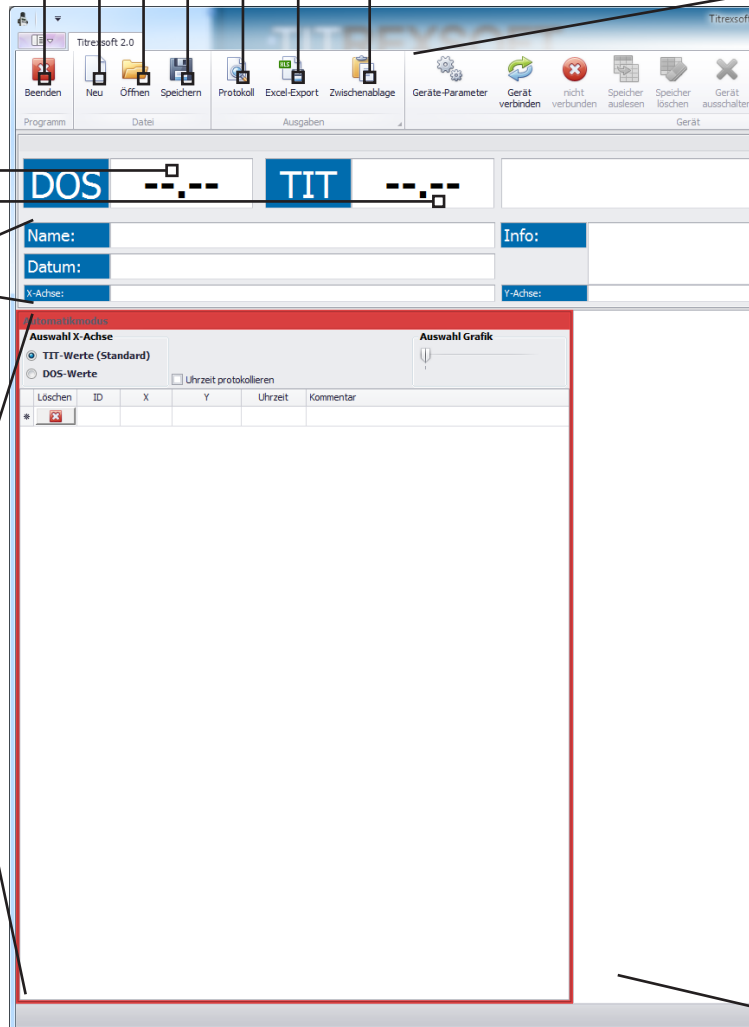 Titrexsoft
TITREXSOFT
Titrexsoft 2.0
Beenden
Neu
Öffnen
Speichern
Protokoll
Excel-Export
Zwischenablage
Geräte-Parameter
Gerät verbinden
nicht verbunden
Speicher auslesen
Speicher löschen
Gerät ausschalten
Programm
Datei
Ausgaben
Gerät
DOS
--.--
TIT
--.--
Name:
Info:
Datum:
X-Achse:
Y-Achse:
Automatikmodus
Auswahl X-Achse
Auswahl Grafik
TIT-Werte (Standard)
DOS-Werte
Uhrzeit protokollieren
Löschen ID X Y Uhrzeit Kommentar
*